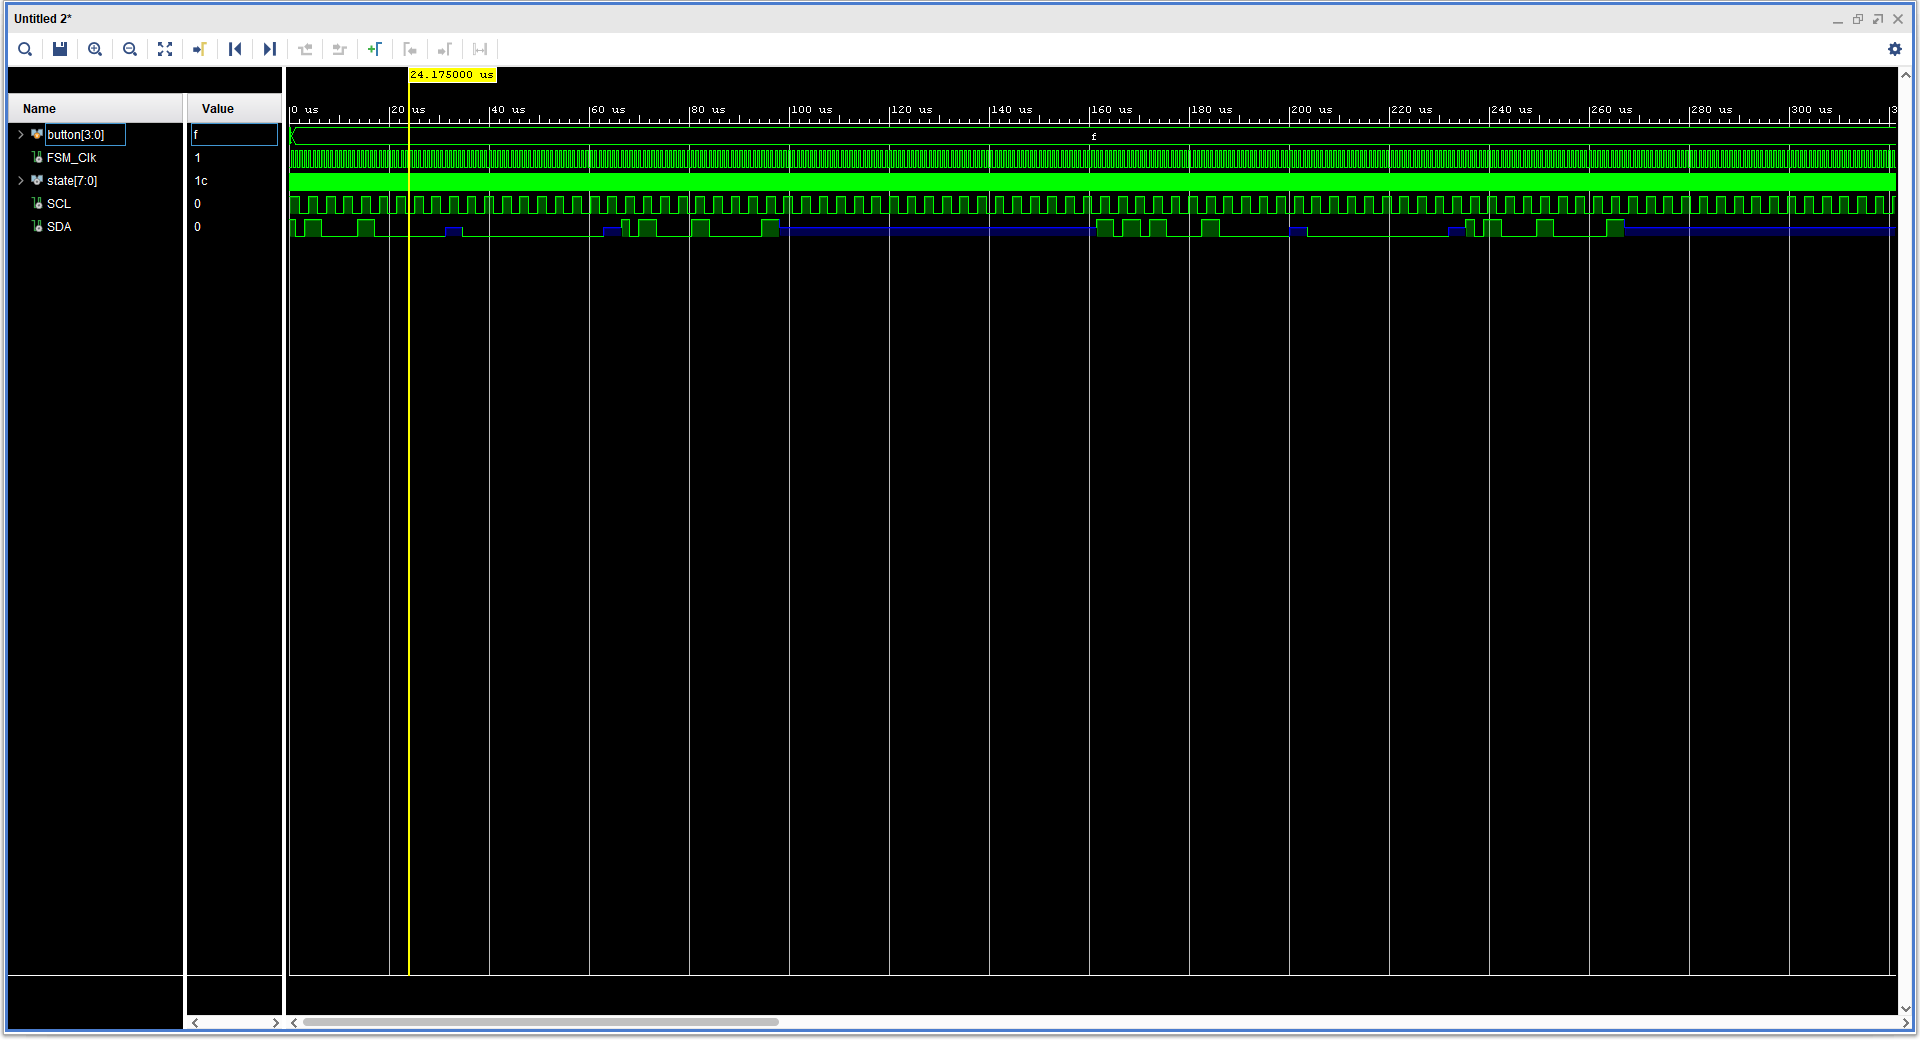 Untitled 2*
24.175000 us
Name Value
0 us 20 us 40 us 60 us 80 us 100 us 120 us 140 us 160 us 180 us 200 us 220 us 240 us 260 us 280 us 300 us 3
button[3:0] f f
FSM_Clk 1
state[7:0] 1c
SCL 0
SDA 0